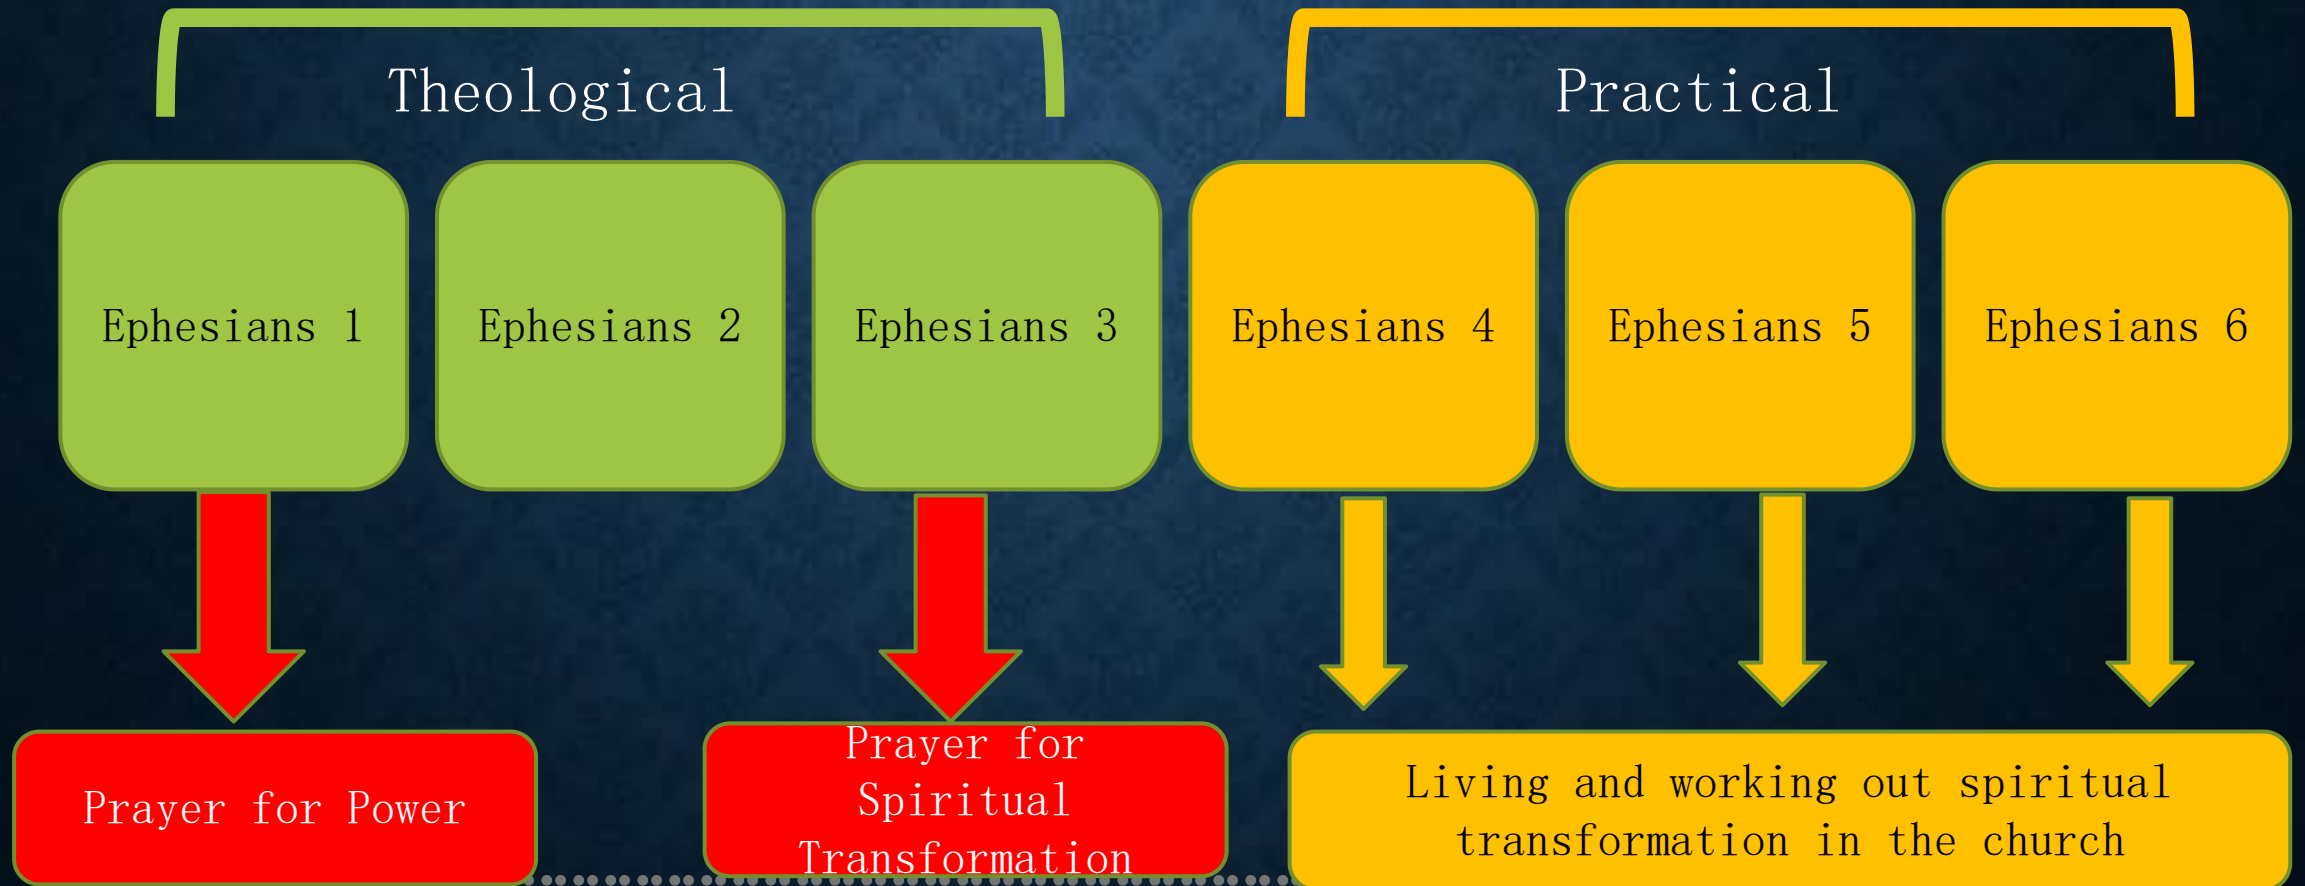 Theological
Practical
Ephesians 1
Ephesians 2
Ephesians 3
Ephesians 4
Ephesians 5
Ephesians 6
Prayer for Power
Prayer for
Spiritual
Transformation
Living and working out spiritual
transformation in the church